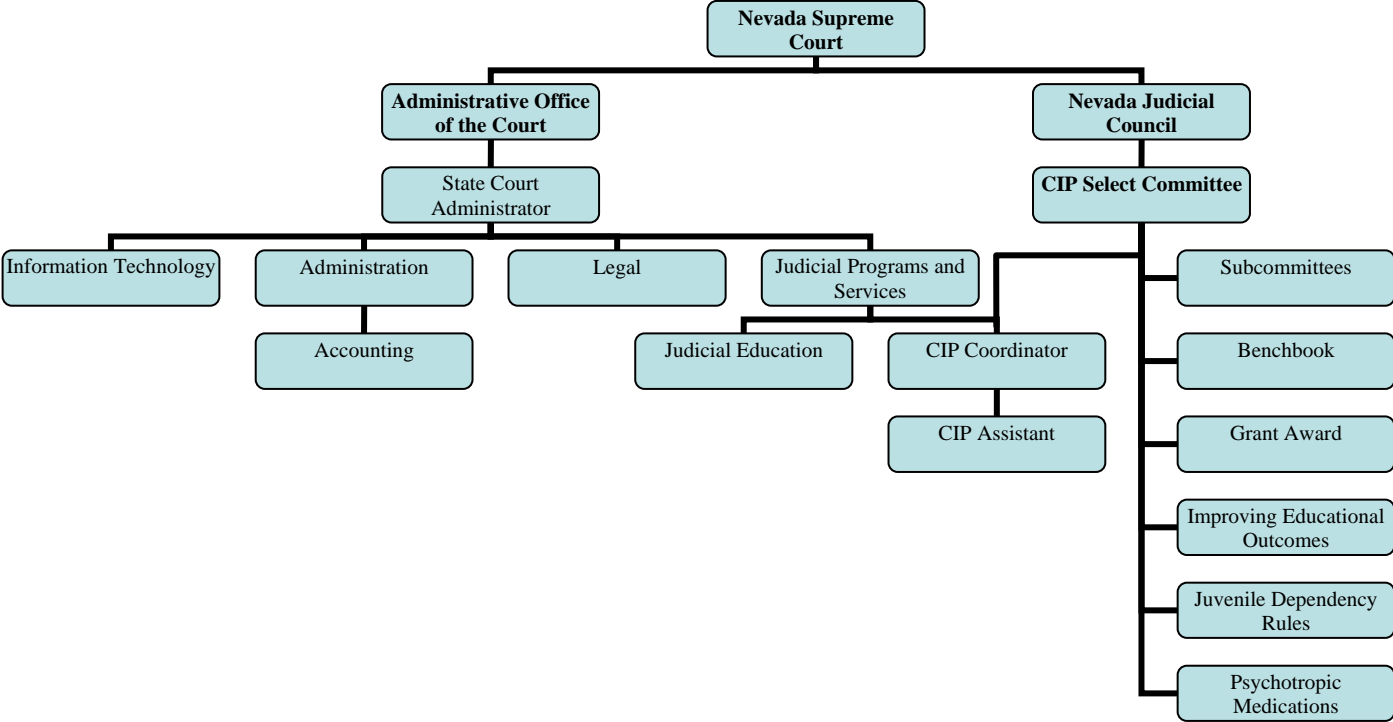 Nevada Supreme
Court
Administrative Office
of the Court
Nevada Judicial
Council
State Court
Administrator
CIP Select Committee
Information Technology
Administration
Legal
Judicial Programs and
Services
Subcommittees
Accounting
Judicial Education
CIP Coordinator
Benchbook
CIP Assistant
Grant Award
Improving Educational
Outcomes
Juvenile Dependency
Rules
Psychotropic
Medications